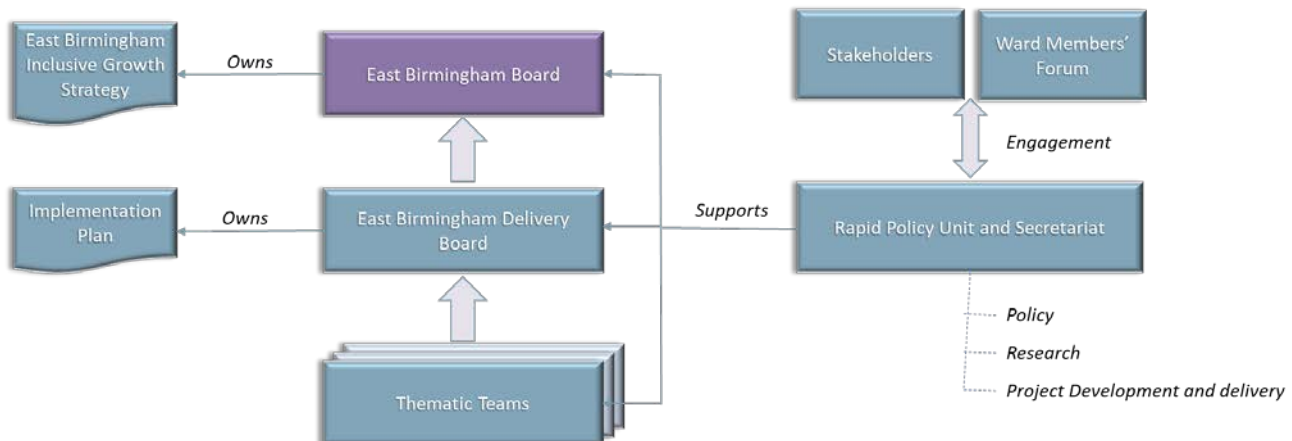 East Birmingham
Inclusive Growth
Strategy
Owns
East Birmingham Board
Stakeholders
Ward Members’
Forum
Engagement
Implementation
Plan
Owns
East Birmingham Delivery
Board
Supports
Rapid Policy Unit and Secretariat
Policy
Research
Project Development and delivery
Thematic Teams